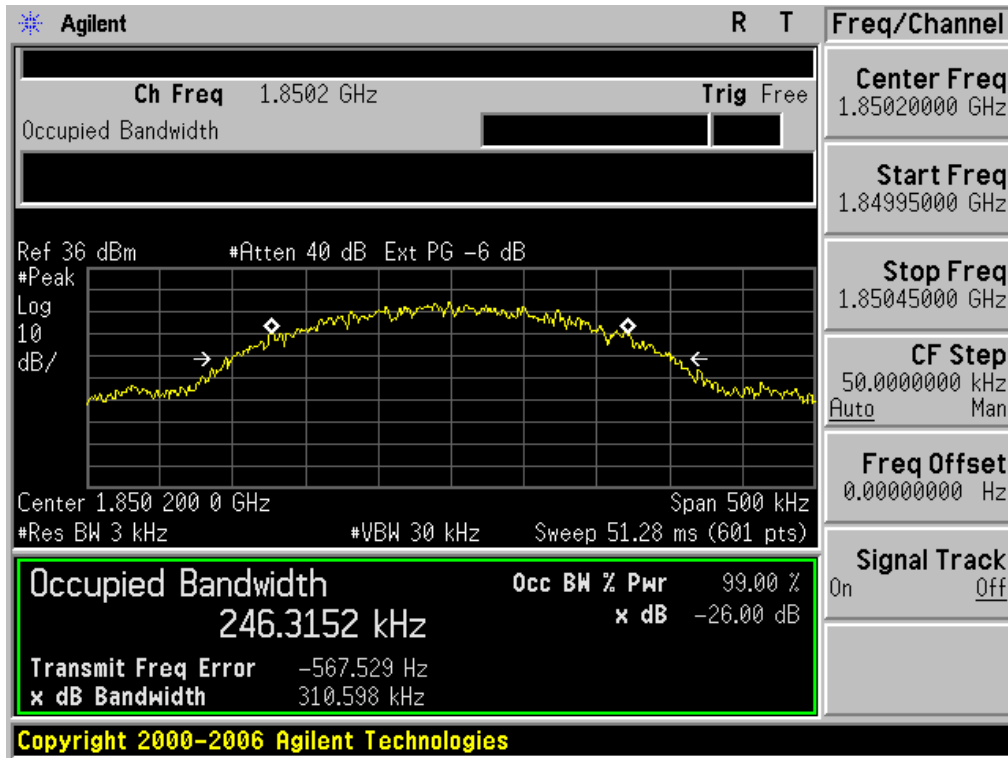 Agilent R T
Freq/Channel
Ch Freq 1.8502 GHz Trig Free
Occupied Bandwidth
Ref 36 dBm #Atten 40 dB Ext PG -6 dB
#Peak
Log
10
dB/
Center 1.850 200 0 GHz Span 500 kHz
#Res BW 3 kHz #VBW 30 kHz Sweep 51.28 ms (601 pts)
Occupied Bandwidth Occ BW % Pwr 99.00 %
246.3152 kHz x dB -26.00 dB
Transmit Freq Error -567.529 Hz
x dB Bandwidth 310.598 kHz
Center Freq
1.85020000 GHz
Start Freq
1.84995000 GHz
Stop Freq
1.85045000 GHz
CF Step
50.0000000 kHz
Auto Man
Freq Offset
0.00000000 Hz
Signal Track
On Off
Copyright 2000-2006 Agilent Technologies